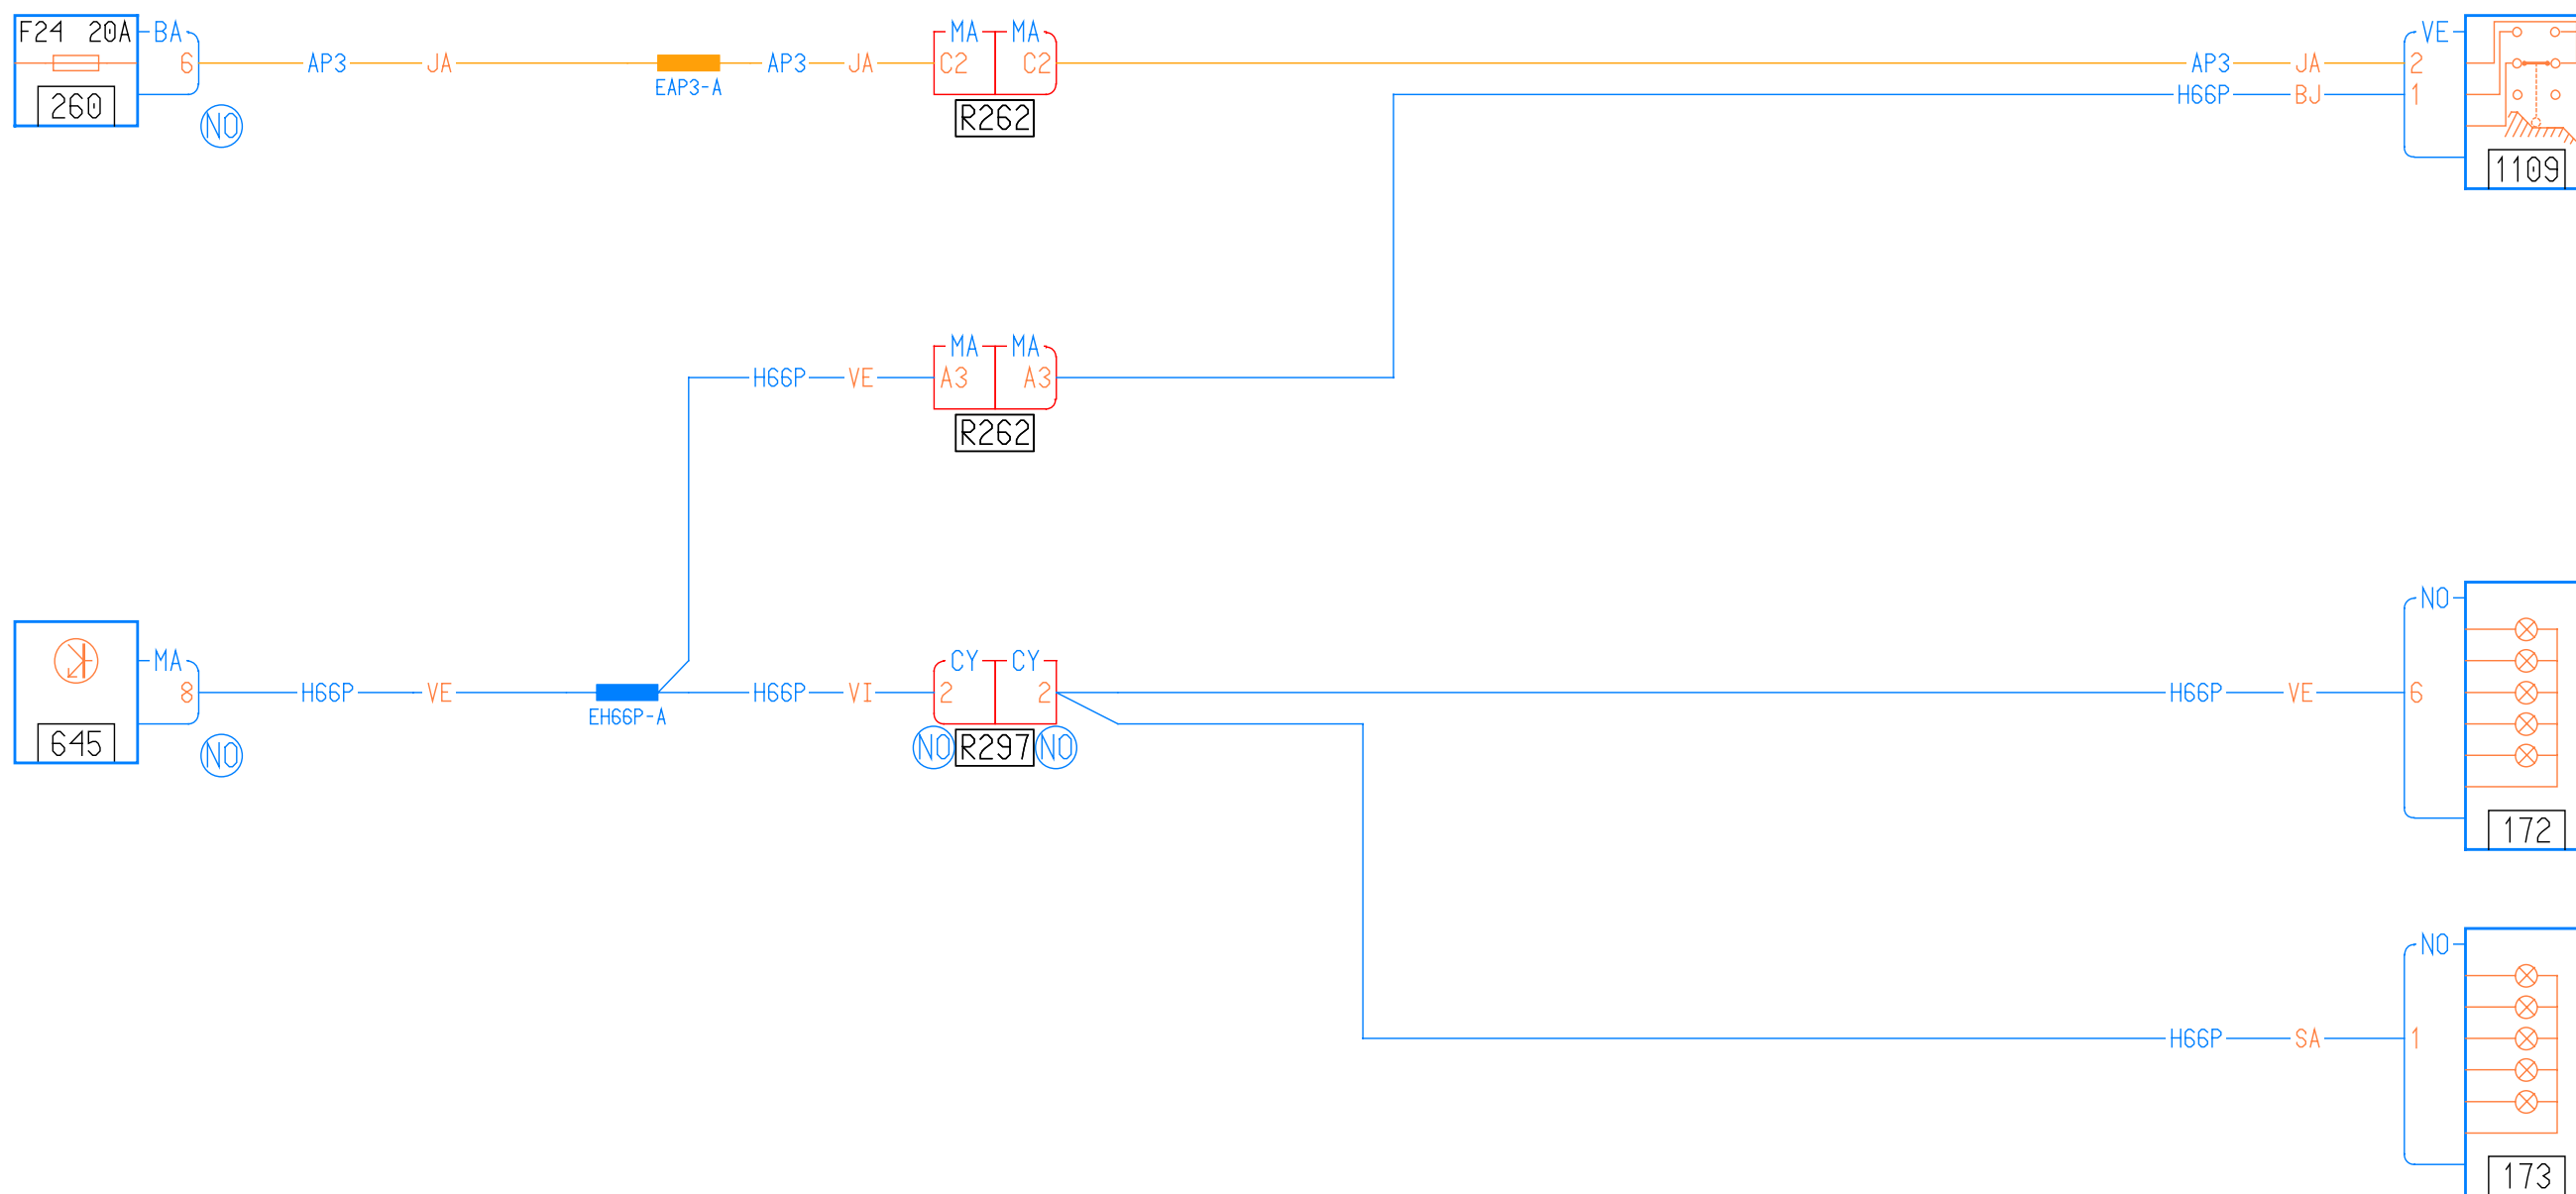 F24 20A BA MA MA VE
6 AP3 JA AP3 JA C2 C2 AP3 JA 2
EAP3-A
H66P BJ 1
260 R262
NO
1109
MA MA
H66P VE A3 A3
R262
NO
MA CY CY
8 H66P VE H66P VI 2 2 H66P VE 6
EH66P-A
645 NO R297 NO
NO
172
NO
H66P SA 1
173